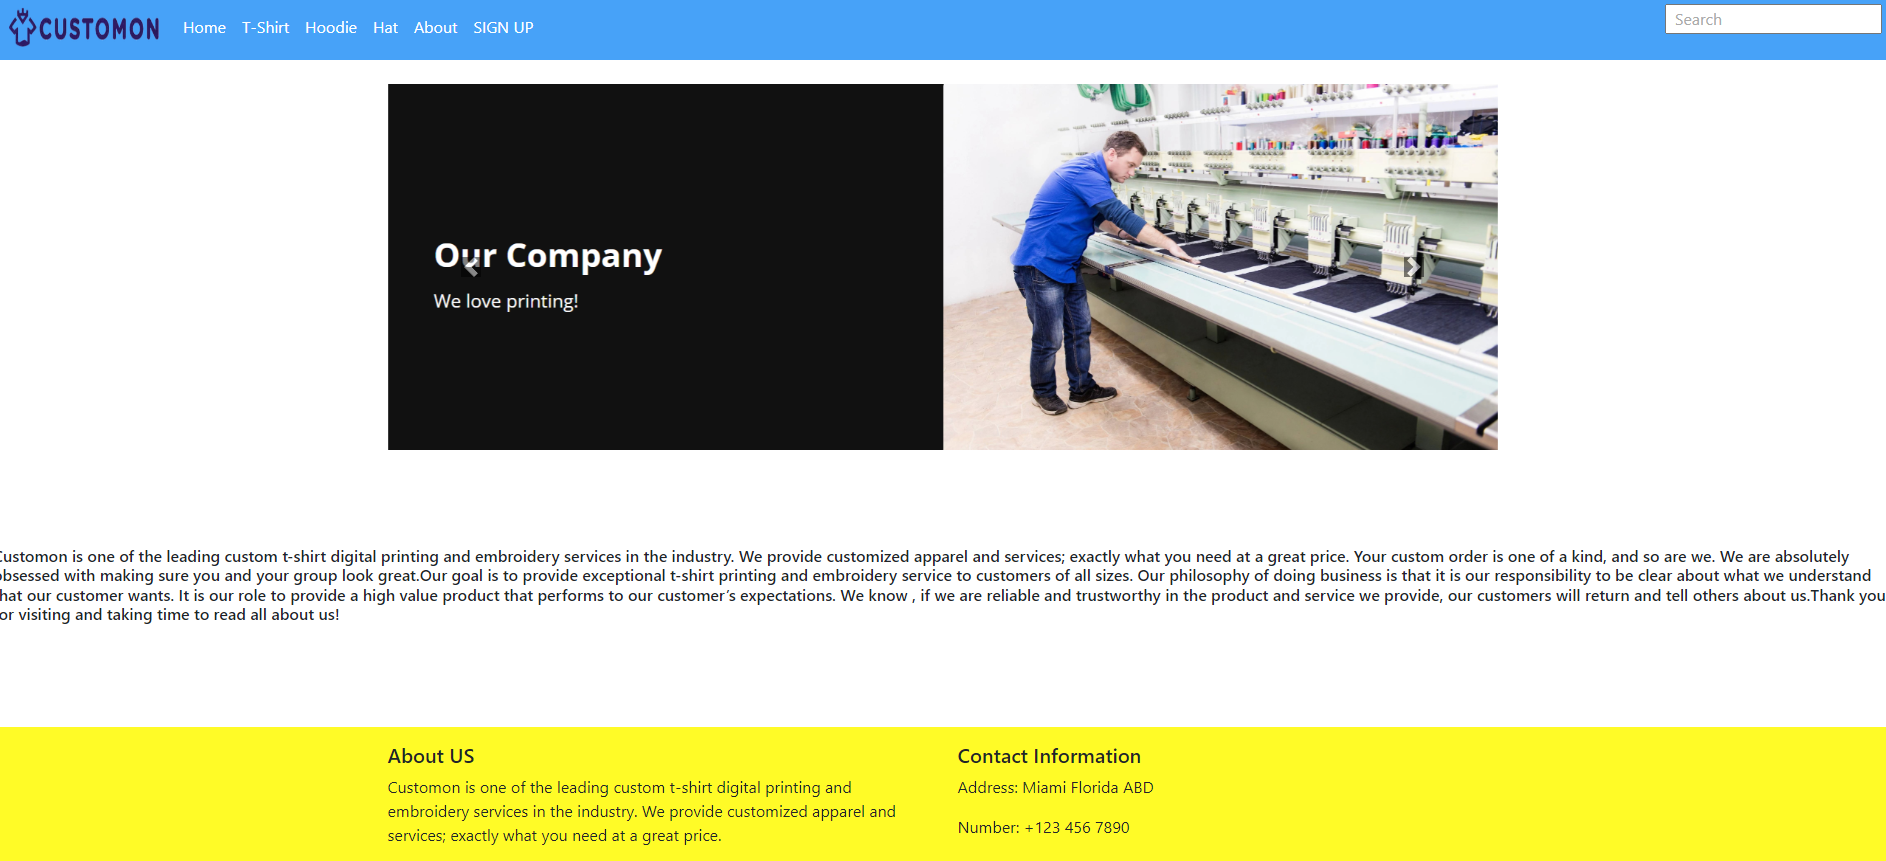 CUSTOMON Home T-Shirt Hoodie Hat About SIGN UP Search
Our Company
We love printing!
Customon is one of the leading custom t-shirt digital printing and embroidery services in the industry. We provide customized apparel and services; exactly what you need at a great price. Your custom order is one of a kind, and so are we. We are absolutely
obsessed with making sure you and your group look great.Our goal is to provide exceptional t-shirt printing and embroidery service to customers of all sizes. Our philosophy of doing business is that it is our responsibility to be clear about what we understand
that our customer wants. It is our role to provide a high value product that performs to our customer´s expectations. We know , if we are reliable and trustworthy in the product and service we provide, our customers will return and tell others about us.Thank you
for visiting and taking time to read all about us!
About US
Customon is one of the leading custom t-shirt digital printing and
embroidery services in the industry. We provide customized apparel and
services; exactly what you need at a great price.
Contact Information
Address: Miami Florida ABD
Number: +123 456 7890